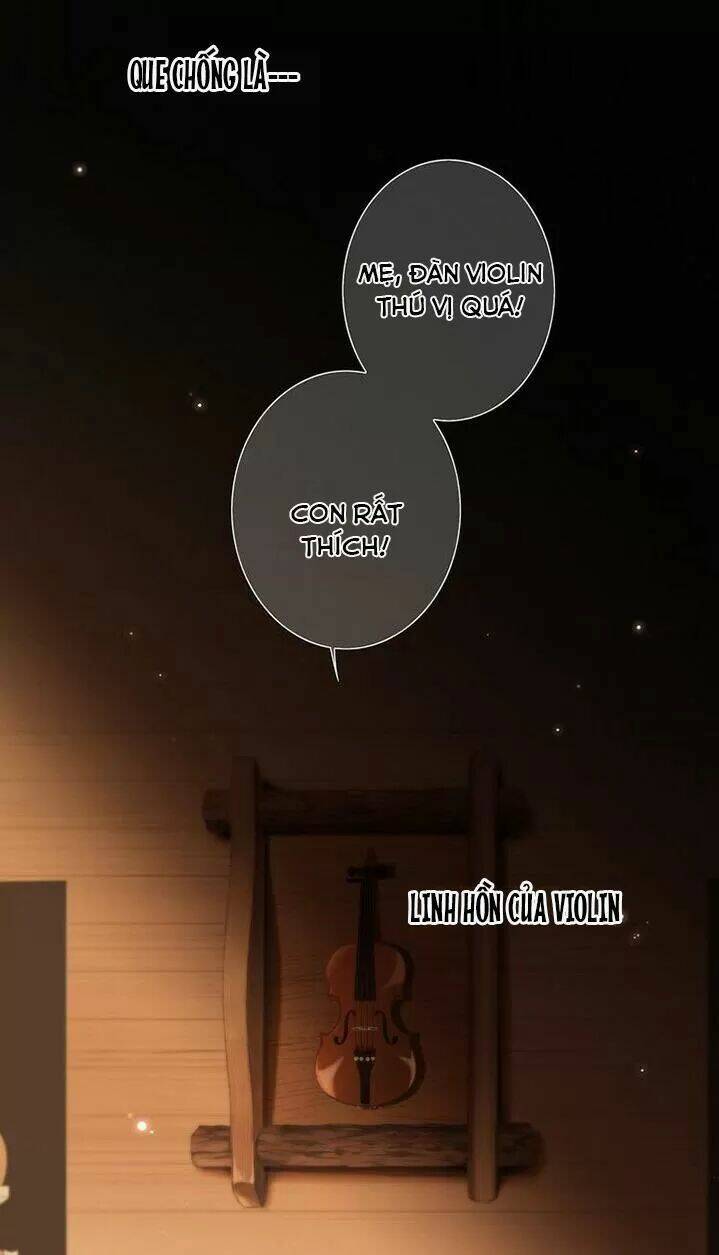 QUE CHỐNG LÀ---
MẸ, ĐÀN VIOLIN
THÚ VỊ QUÁ!
CON RẤT
THÍCH!
LINH HỒN CỦA VIOLIN